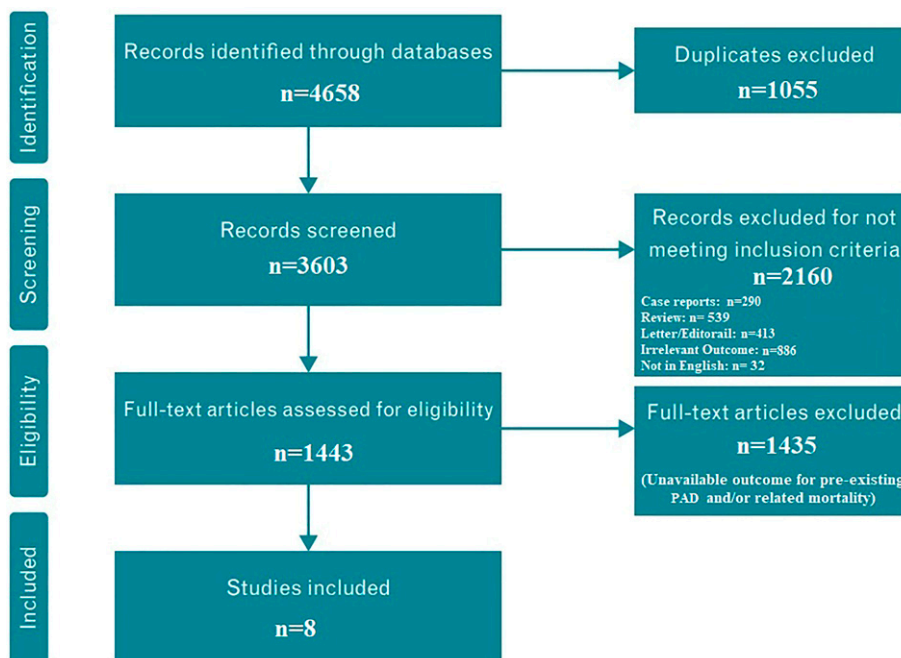 Identification
Records identified through databases
n=4658
Duplicates excluded
n=1055
Screening
Records screened
n=3603
Records excluded for not
meeting inclusion criteria
n=2160
Case reports: n=290
Review: n= 539
Letter/Editorail: n=413
Irrelevant Outcome: n=886
Not in English: n= 32
Eligibility
Full-text articles assessed for eligibility
n=1443
Full-text articles excluded
n=1435
(Unavailable outcome for pre-existing
PAD and/or related mortality)
Included
Studies included
n=8